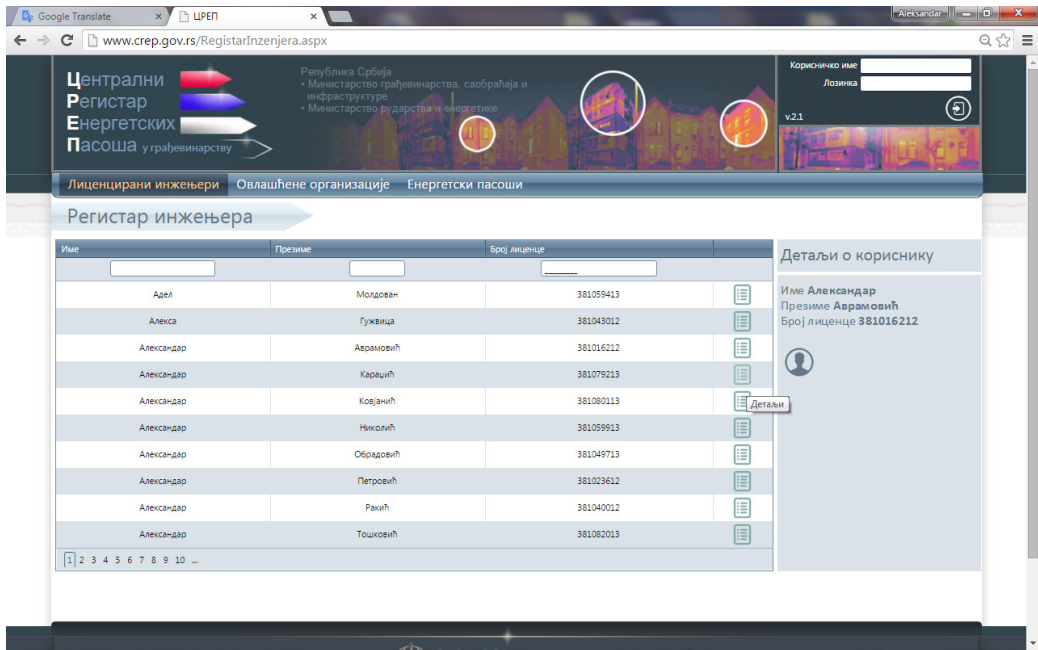 Google Translate
ЦРЕП
Aleksandar
www.crep.gov.rs/RegistarInzenjera.aspx
Централни
Регистар
Енергетских
Пасоша у грађевинарству
Република Србија
• Министарство грађевинарства, саобраћаја и
инфраструктуре
• Министарство рударства и енергетике
Корисничко име
Лозинка
v.2.1
Лиценцирани инжењери Овлашћене организације Енергетски пасоши
Регистар инжењера
Име Презиме Број лиценце
Адел Молдован 381059413
Алекса Гужвица 381043012
Александар Аврамовић 381016212
Александар Караџић 381079213
Александар Ковјанић 381080113
Александар Николић 381059913
Александар Обрадовић 381049713
Александар Петровић 381023612
Александар Ракић 381040012
Александар Тошковић 381082013
1 2 3 4 5 6 7 8 9 10 ...
Детаљи
Детаљи о кориснику
Име Александар
Презиме Аврамовић
Број лиценце 381016212